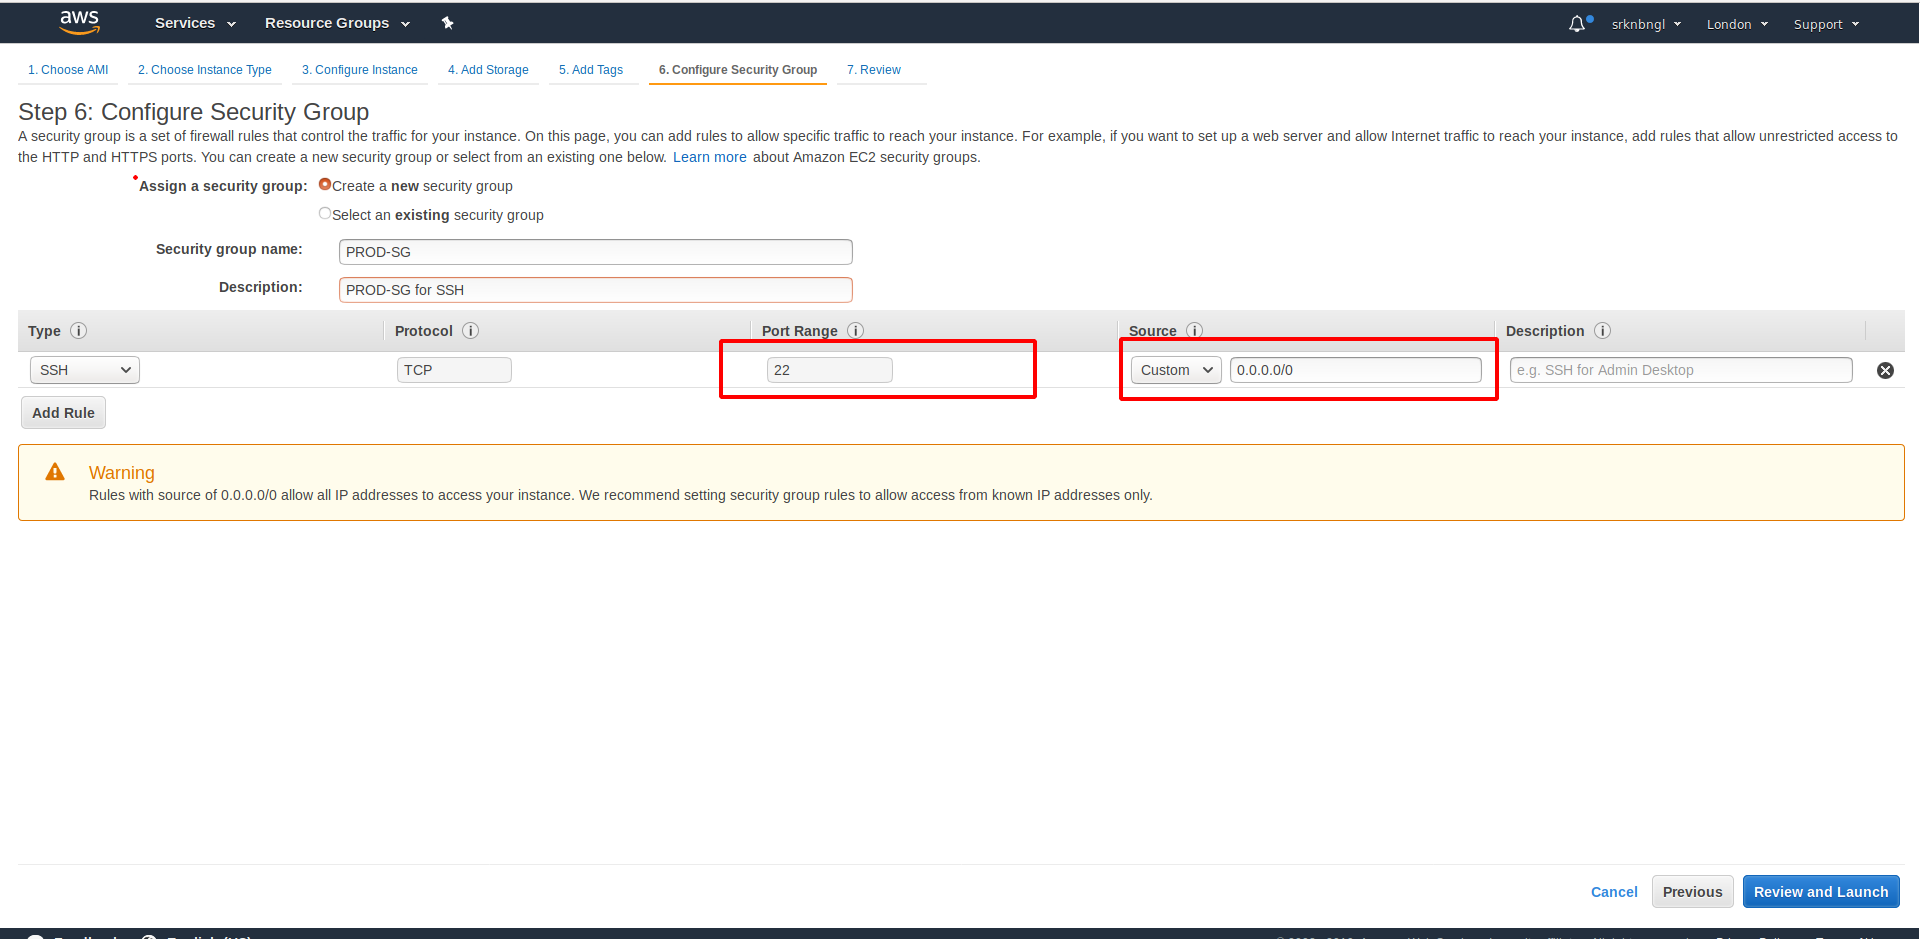 aws Services Resource Groups srknbngl London Support
1. Choose AMI 2. Choose Instance Type 3. Configure Instance 4. Add Storage 5. Add Tags 6. Configure Security Group 7. Review
Step 6: Configure Security Group
A security group is a set of firewall rules that control the traffic for your instance. On this page, you can add rules to allow specific traffic to reach your instance. For example, if you want to set up a web server and allow Internet traffic to reach your instance, add rules that allow unrestricted access to
the HTTP and HTTPS ports. You can create a new security group or select from an existing one below. Learn more about Amazon EC2 security groups.
Assign a security group: Create a new security group
Select an existing security group
Security group name: PROD-SG
Description: PROD-SG for SSH
Type i Protocol i Port Range i Source i Description i
SSH TCP 22 Custom 0.0.0.0/0 e.g. SSH for Admin Desktop
Add Rule
Warning
Rules with source of 0.0.0.0/0 allow all IP addresses to access your instance. We recommend setting security group rules to allow access from known IP addresses only.
Cancel Previous Review and Launch